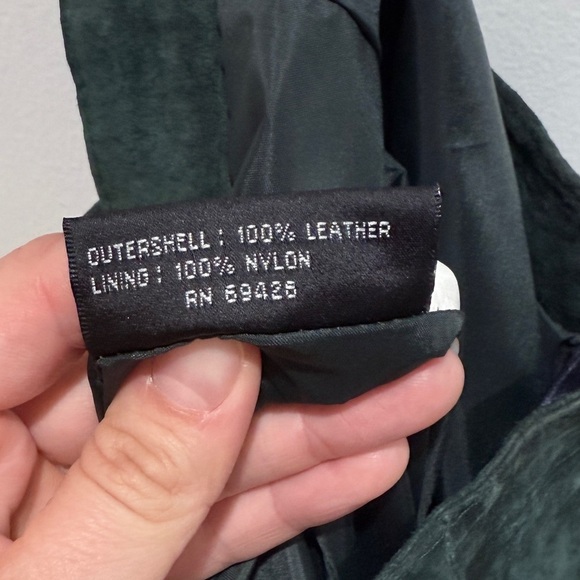 OUTERSHELL : 100% LEATHER
LINING : 100% NYLON
RN 69426